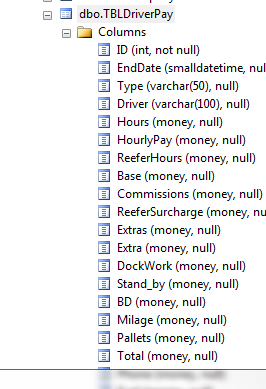 dbo.TBLDriverPay
Columns
ID (int, not null)
EndDate (smalldatetime, nu
Type (varchar(50), null)
Driver (varchar(100), null)
Hours (money, null)
HourlyPay (money, null)
ReeferHours (money, null)
Base (money, null)
Commissions (money, null)
ReeferSurcharge (money, nu
Extras (money, null)
Extra (money, null)
DockWork (money, null)
Stand_by (money, null)
BD (money, null)
Milage (money, null)
Pallets (money, null)
Total (money, null)